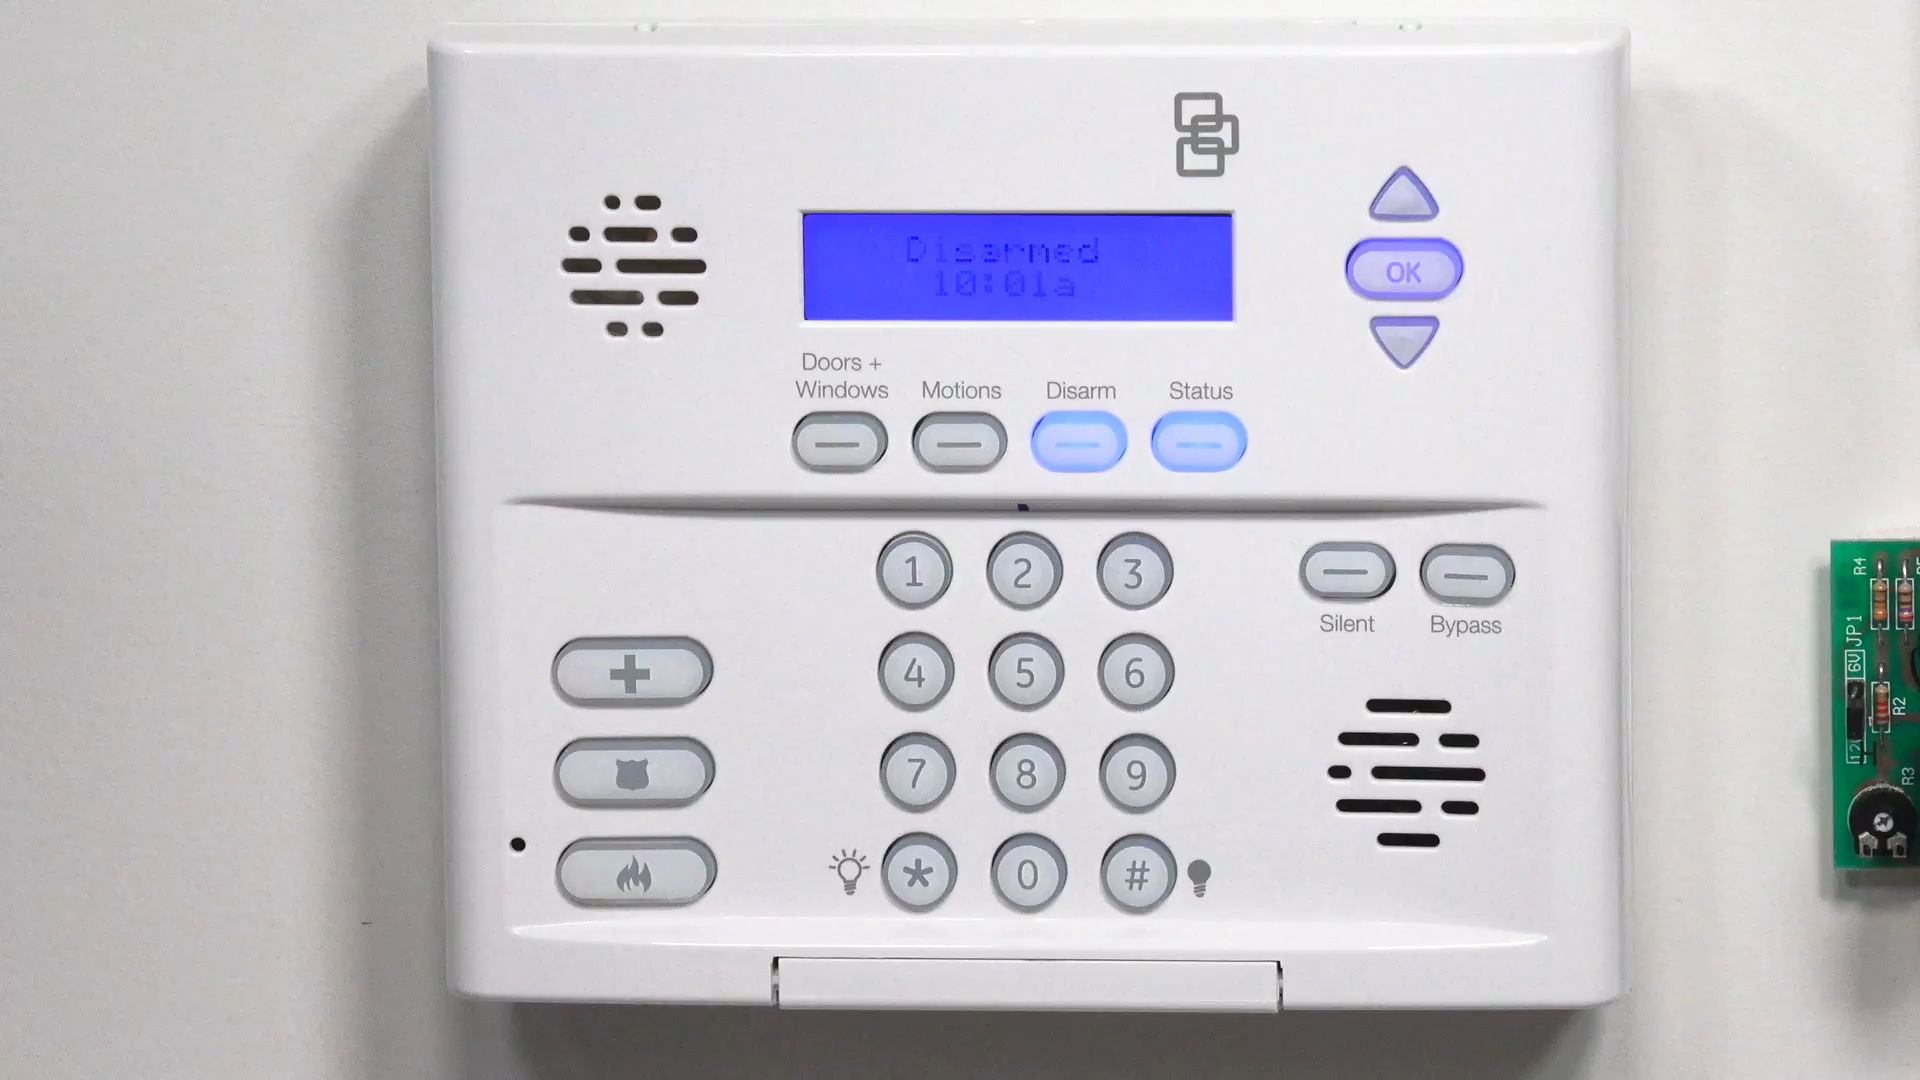 Disarmed
10:01a
OK
Doors +
Windows
Motions
Disarm
Status
1 2 3
4 5 6
7 8 9
* 0 #
Silent
Bypass
R4
JP1
6V
R2
12
R3